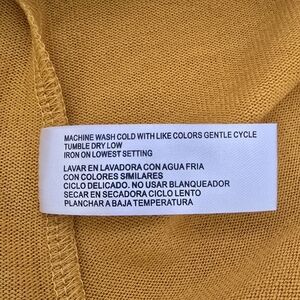 MACHINE WASH COLD WITH LIKE COLORS GENTLE CYCLE
TUMBLE DRY LOW
IRON ON LOWEST SETTING
LAVAR EN LAVADORA CON AGUA FRIA
CON COLORES SIMILARES
CICLO DELICADO. NO USAR BLANQUEADOR
SECAR EN SECADORA CICLO LENTO
PLANCHAR A BAJA TEMPERATURA